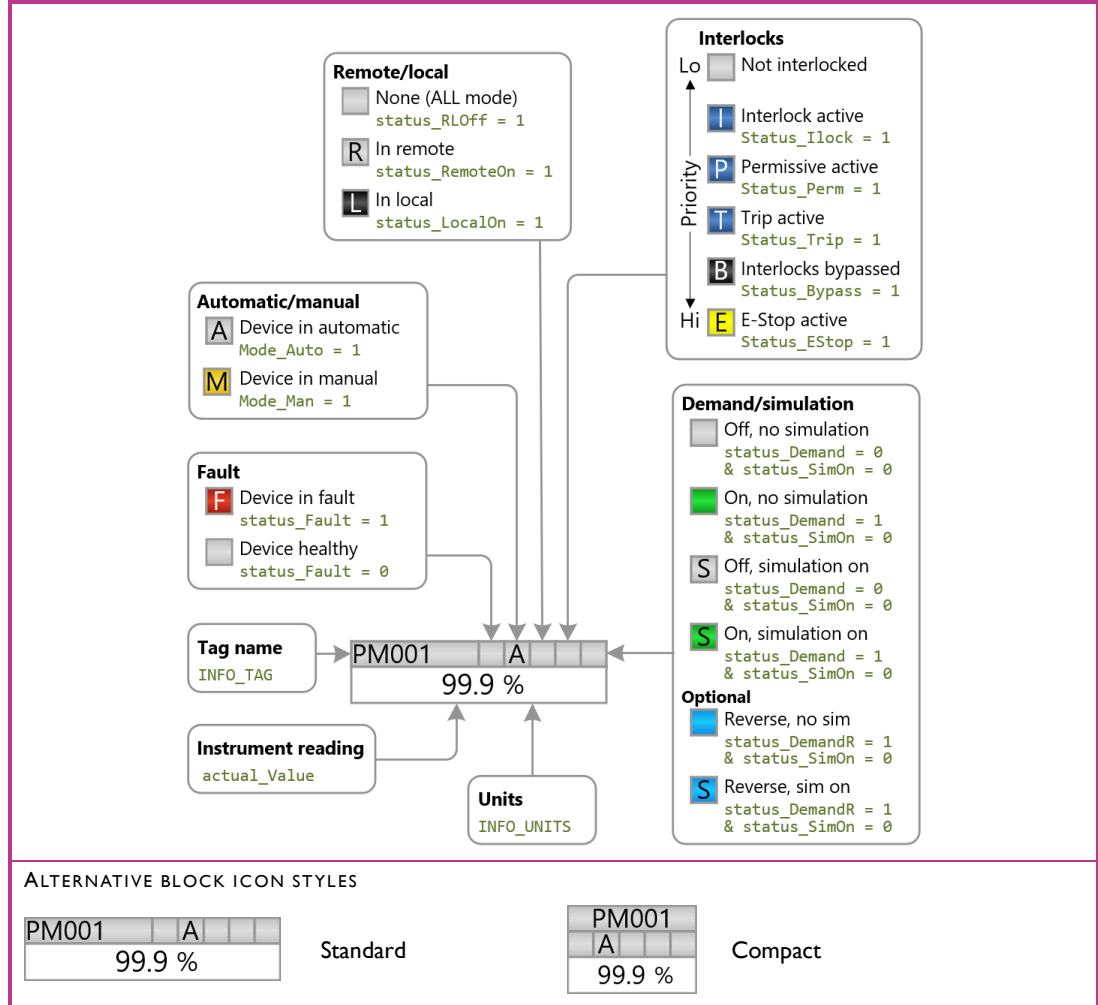 Remote/local
None (ALL mode)
status_RLOff = 1
R In remote
status_RemoteOn = 1
L In local
status_LocalOn = 1
Interlocks
Lo Not interlocked
I Interlock active
Status_Ilock = 1
P Permissive active
Status_Perm = 1
T Trip active
Status_Trip = 1
B Interlocks bypassed
Status_Bypass = 1
Hi E E-Stop active
Status_EStop = 1
Priority
Automatic/manual
A Device in automatic
Mode_Auto = 1
M Device in manual
Mode_Man = 1
Fault
F Device in fault
status_Fault = 1
Device healthy
status_Fault = 0
Demand/simulation
Off, no simulation
status_Demand = 0
& status_SimOn = 0
On, no simulation
status_Demand = 1
& status_SimOn = 0
S Off, simulation on
status_Demand = 0
& status_SimOn = 0
S On, simulation on
status_Demand = 1
& status_SimOn = 0
Optional
Reverse, no sim
status_DemandR = 1
& status_SimOn = 0
S Reverse, sim on
status_DemandR = 1
& status_SimOn = 0
Tag name
INFO_TAG
PM001 A
99.9 %
Instrument reading
actual_Value
Units
INFO_UNITS
ALTERNATIVE BLOCK ICON STYLES
PM001 A
99.9 %
Standard
PM001
A
99.9 %
Compact